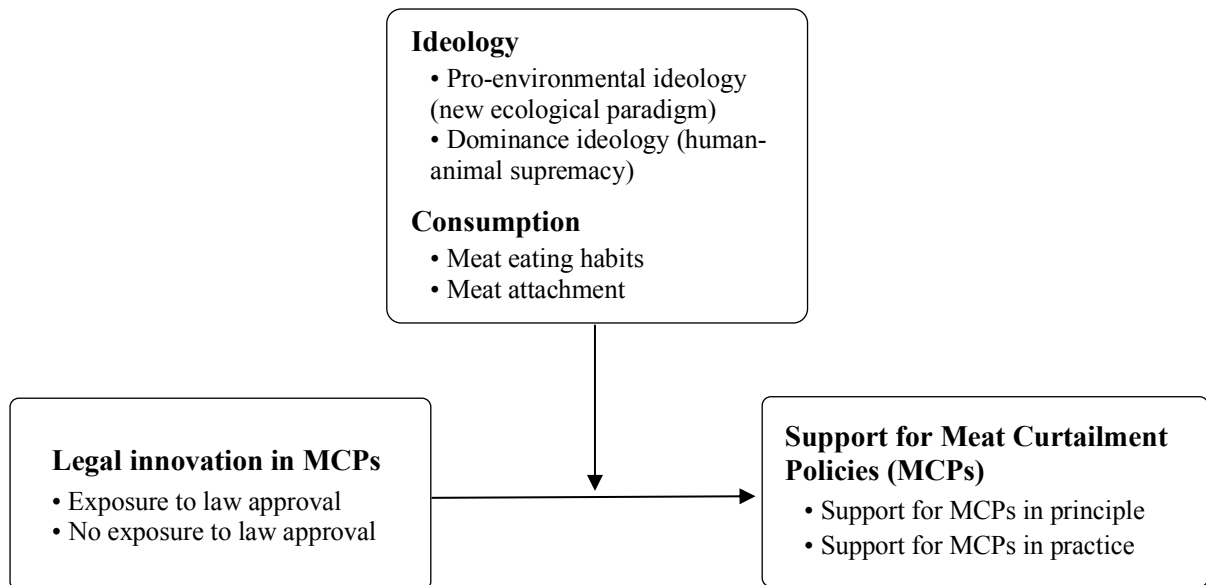 Ideology
• Pro-environmental ideology
(new ecological paradigm)
• Dominance ideology (human-
animal supremacy)
Consumption
• Meat eating habits
• Meat attachment
Legal innovation in MCPs
• Exposure to law approval
• No exposure to law approval
Support for Meat Curtailment
Policies (MCPs)
• Support for MCPs in principle
• Support for MCPs in practice